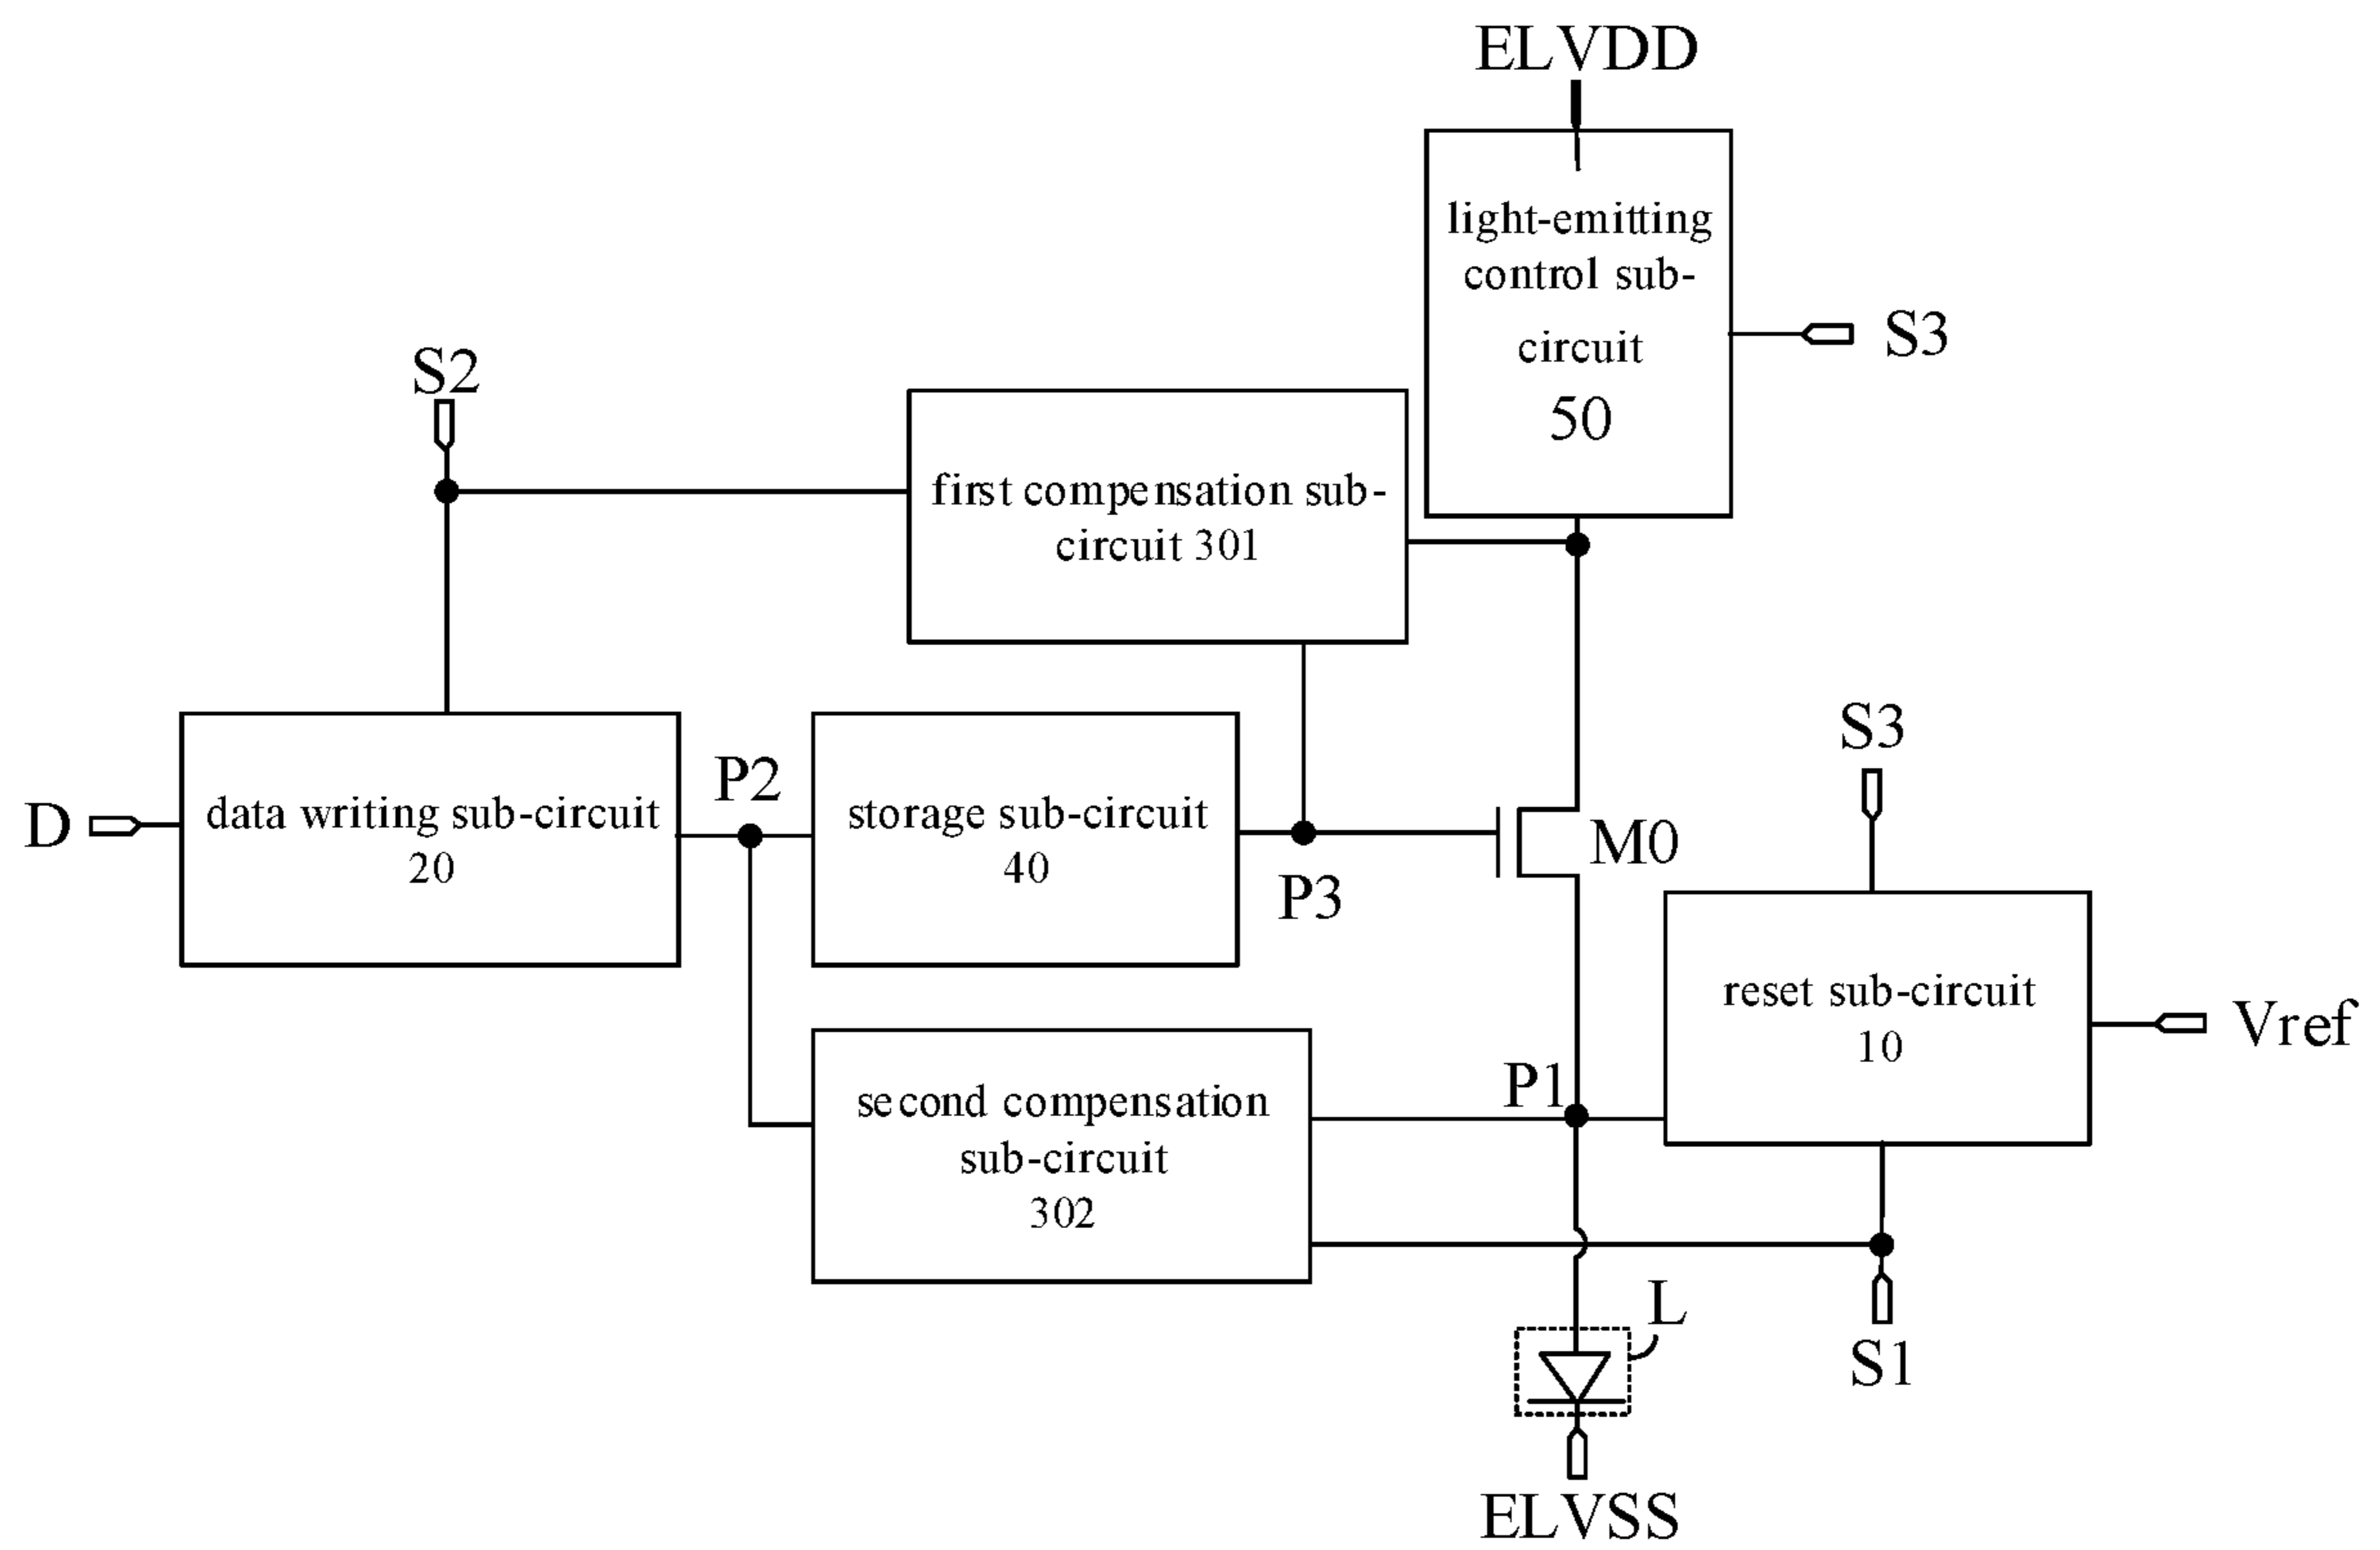 ELVDD
light-emitting
control sub-
circuit
50
S3
S2
first compensation sub-
circuit 301
S3
D
data writing sub-circuit
20
P2
storage sub-circuit
40
P3
M0
reset sub-circuit
10
Vref
second compensation
sub-circuit
302
P1
L
S1
ELVSS